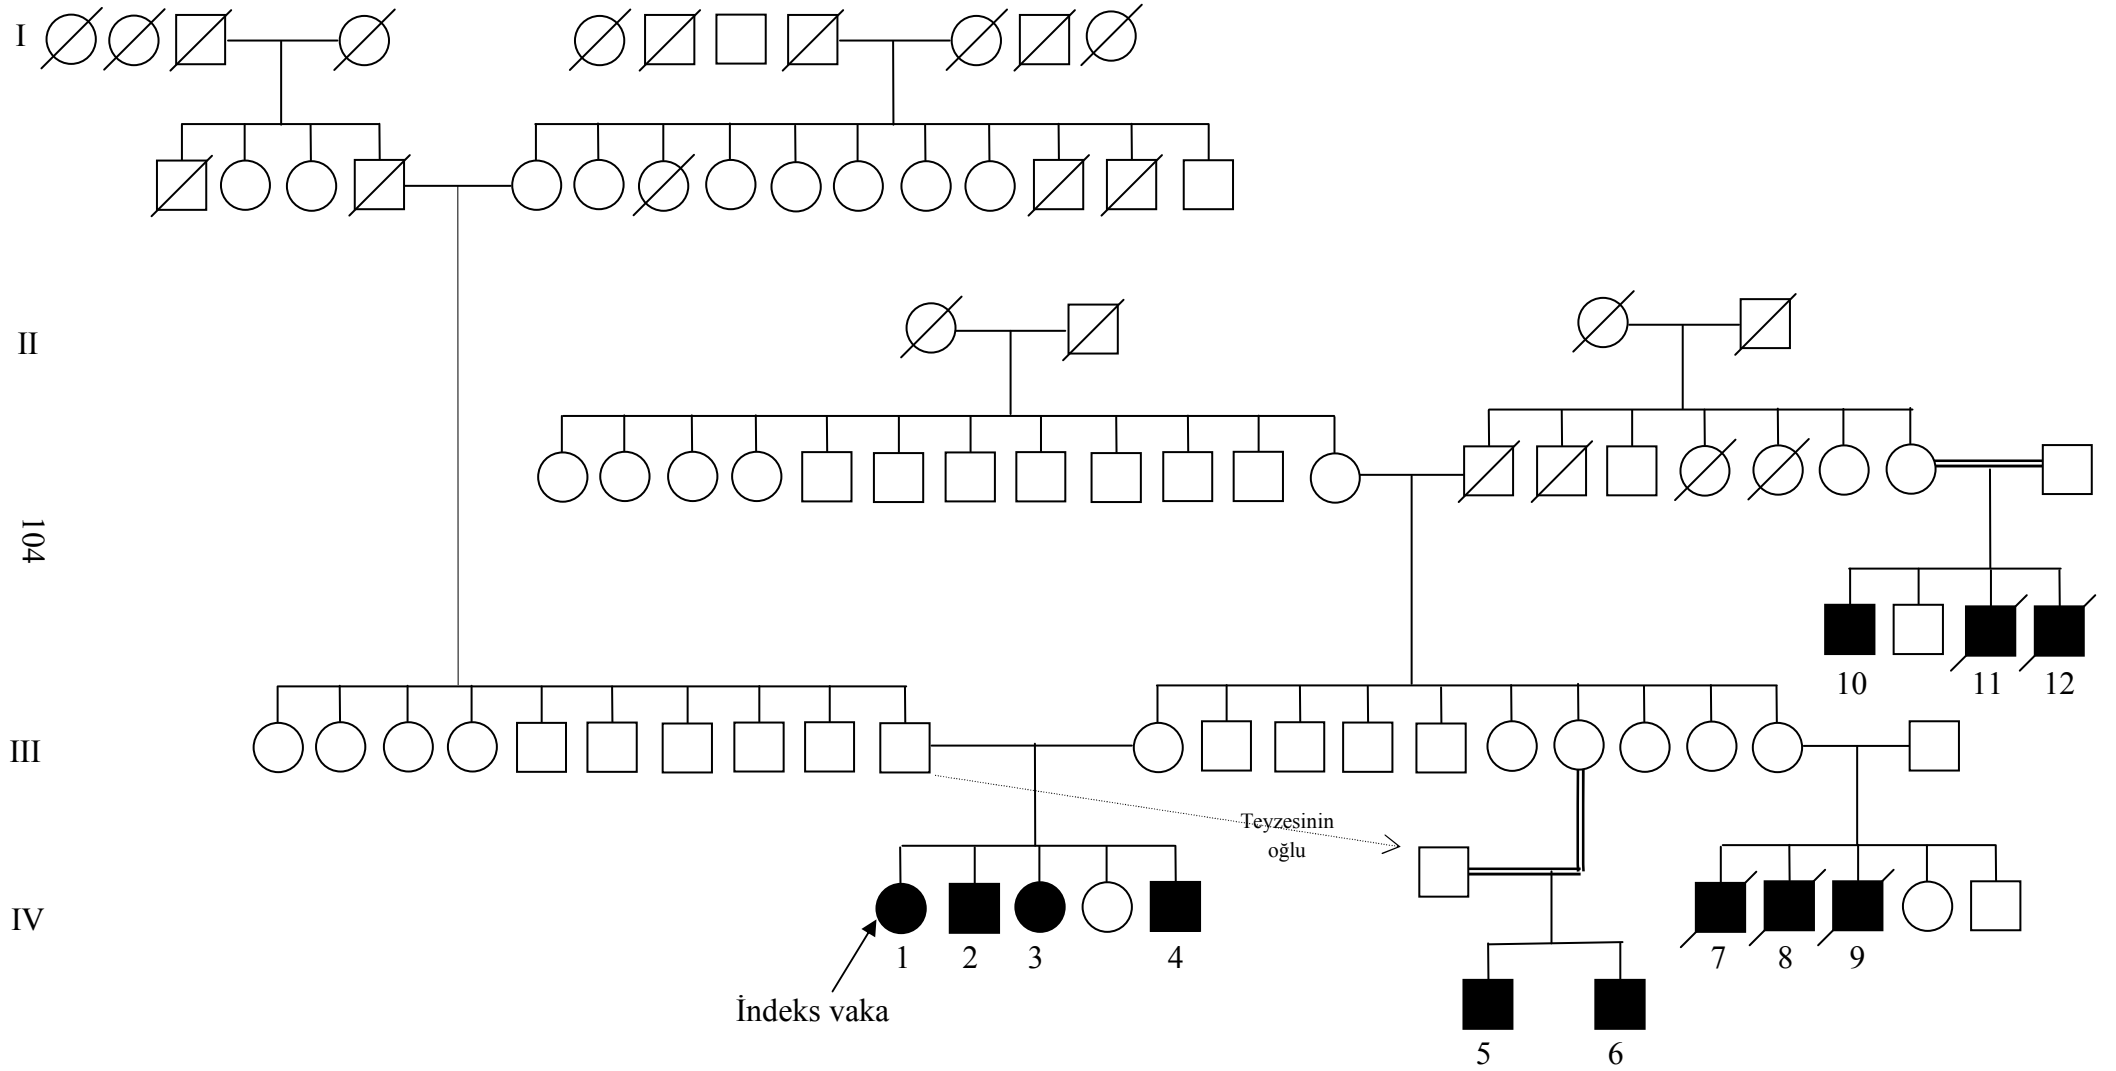 I
II
104
10 11 12
III
Teyzesinin
oğlu
IV
1 2 3 4 7 8 9
İndeks vaka
5 6